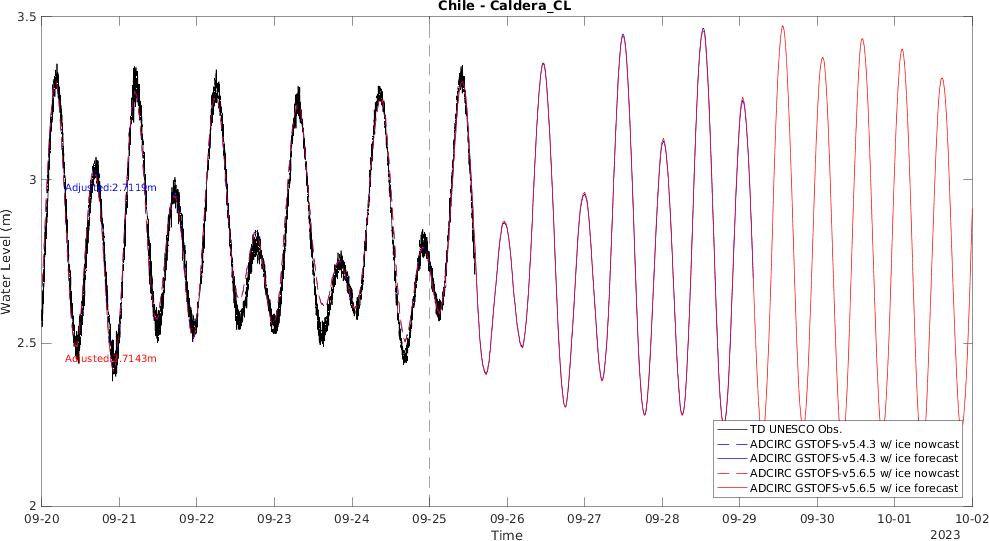 Chile - Caldera_CL
3.5
3
2.5
2
Water Level (m)
Adjusted:2.7119m
Adjusted:2.7143m
TD UNESCO Obs.
ADCIRC GSTOFS-v5.4.3 w/ ice nowcast
ADCIRC GSTOFS-v5.4.3 w/ ice forecast
ADCIRC GSTOFS-v5.6.5 w/ ice nowcast
ADCIRC GSTOFS-v5.6.5 w/ ice forecast
09-20 09-21 09-22 09-23 09-24 09-25 09-26 09-27 09-28 09-29 09-30 10-01 10-02
Time
2023